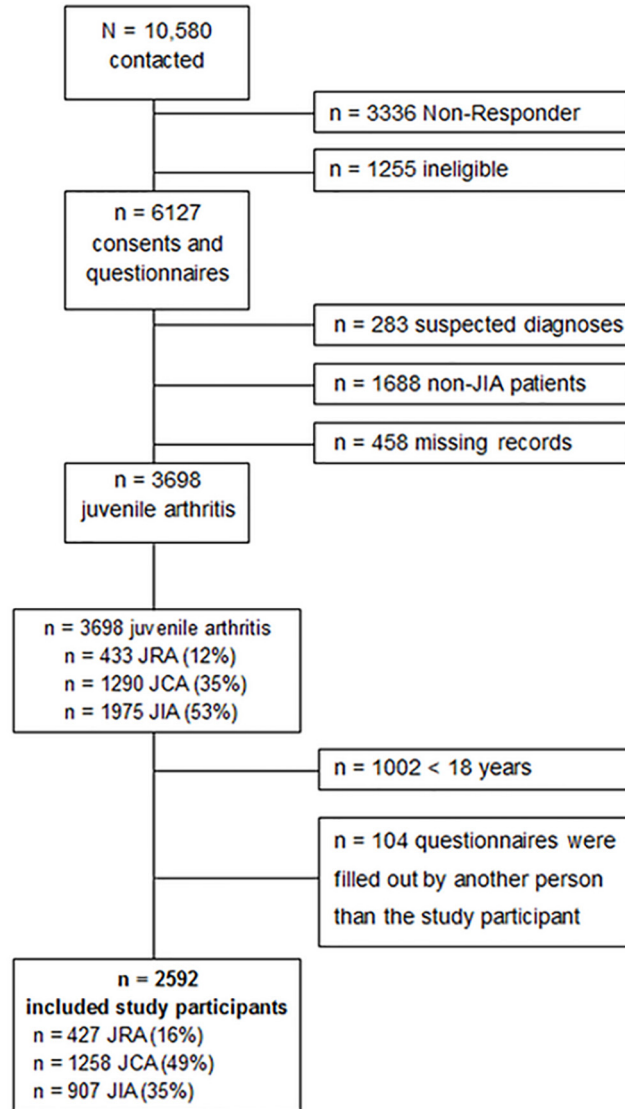 N = 10,580
contacted
n = 3336 Non-Responder
n = 1255 ineligible
n = 6127
consents and
questionnaires
n = 283 suspected diagnoses
n = 1688 non-JIA patients
n = 458 missing records
n = 3698
juvenile arthritis
n = 3698 juvenile arthritis
n = 433 JRA (12%)
n = 1290 JCA (35%)
n = 1975 JIA (53%)
n = 1002 < 18 years
n = 104 questionnaires were
filled out by another person
than the study participant
n = 2592
included study participants
n = 427 JRA (16%)
n = 1258 JCA (49%)
n = 907 JIA (35%)